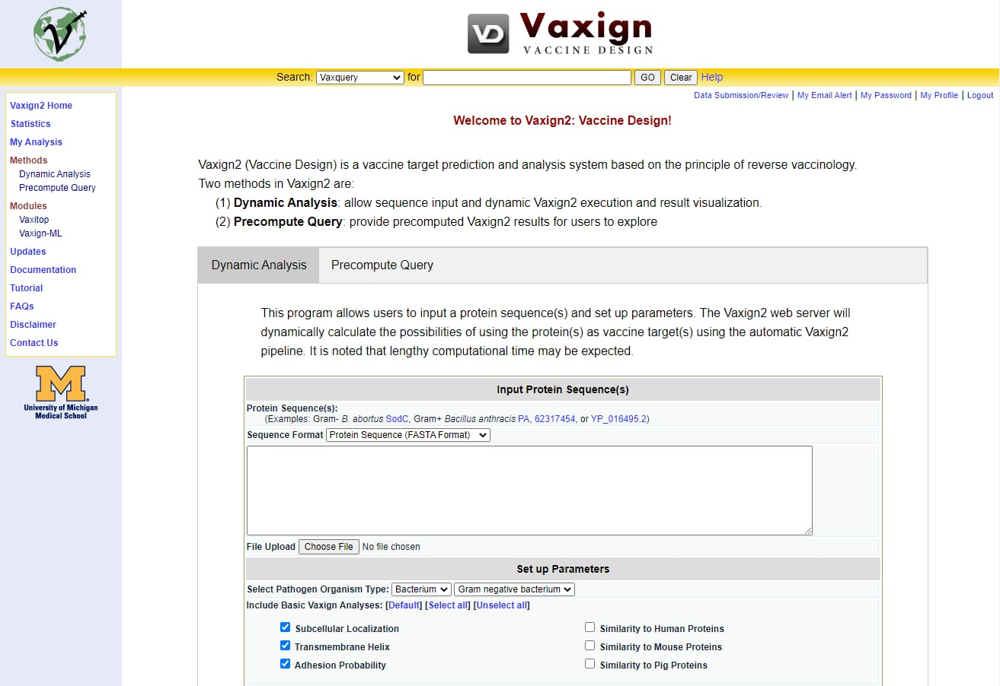 V
VD Vaxign
VACCINE DESIGN
Search: Vaxquery for GO Clear Help
Data Submission/Review | My Email Alert | My Password | My Profile | Logout
Vaxign2 Home
Statistics
My Analysis
Methods
Dynamic Analysis
Precompute Query
Modules
Vaxitop
Vaxign-ML
Updates
Documentation
Tutorial
FAQs
Disclaimer
Contact Us
M
University of Michigan
Medical School
Welcome to Vaxign2: Vaccine Design!
Vaxign2 (Vaccine Design) is a vaccine target prediction and analysis system based on the principle of reverse vaccinology.
Two methods in Vaxign2 are:
(1) Dynamic Analysis: allow sequence input and dynamic Vaxign2 execution and result visualization.
(2) Precompute Query: provide precomputed Vaxign2 results for users to explore
Dynamic Analysis Precompute Query
This program allows users to input a protein sequence(s) and set up parameters. The Vaxign2 web server will
dynamically calculate the possibilities of using the protein(s) as vaccine target(s) using the automatic Vaxign2
pipeline. It is noted that lengthy computational time may be expected.
Input Protein Sequence(s)
Protein Sequence(s):
(Examples: Gram- B. abortus SodC, Gram+ Bacillus anthracis PA, 62317454, or YP_016495.2)
Sequence Format Protein Sequence (FASTA Format)
File Upload Choose File No file chosen
Set up Parameters
Select Pathogen Organism Type: Bacterium Gram negative bacterium
Include Basic Vaxign Analyses: [Default] [Select all] [Unselect all]
Subcellular Localization Similarity to Human Proteins
Transmembrane Helix Similarity to Mouse Proteins
Adhesion Probability Similarity to Pig Proteins